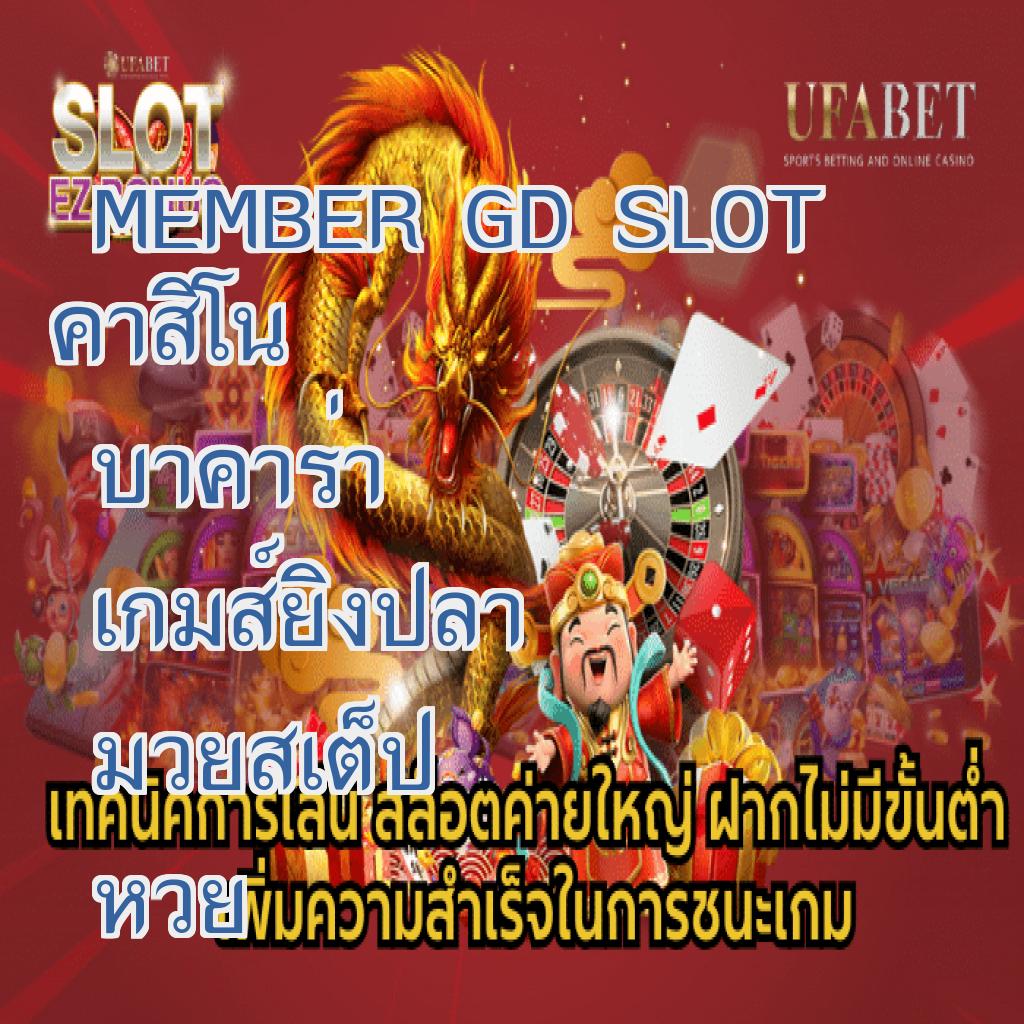 UFABET
SLOT
UFABET
SPORTS BETTING AND ONLINE CASINO
EZ BONUS
MEMBER GD SLOT
คาสิโน
บาคาร่า
เกมส์ยิงปลา
มวยสเต็ป
เทคนิคการเล่น สล็อตค่ายใหญ่ ฝากไม่มีขั้นต่ำ
หวย
เพิ่มความสำเร็จในการชนะเกม